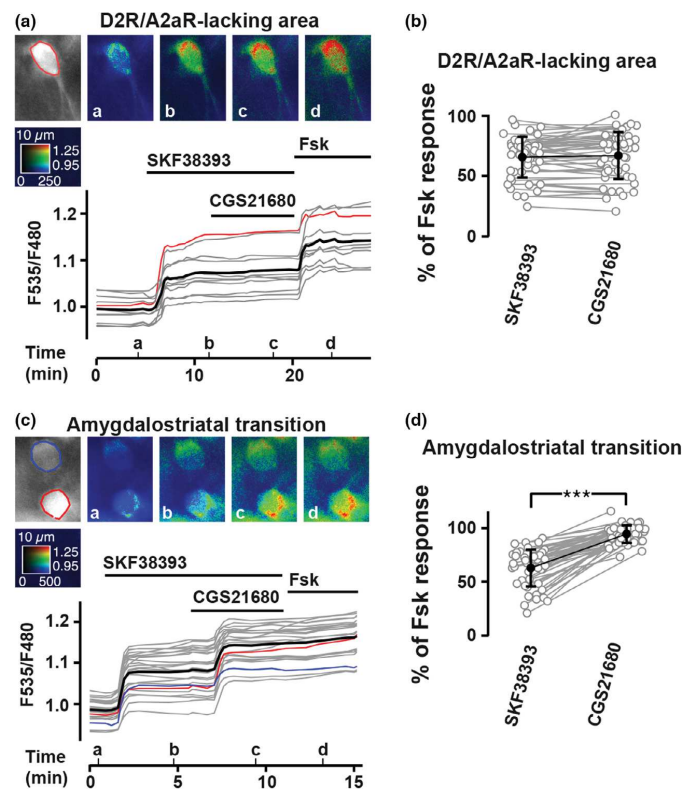 (a)
D2R/A2aR-lacking area
a
b
c
d
10 µm
1.25
0.95
0 250
SKF38393
Fsk
CGS21680
F535/F480
1.2
1.1
1.0
a b c d
Time
(min)
0 10 20
(b)
D2R/A2aR-lacking area
% of Fsk response
100
50
0
SKF38393
CGS21680
(c)
Amygdalostriatal transition
a
b
c
d
10 µm
1.25
0.95
0 500
SKF38393
Fsk
CGS21680
F535/F480
1.2
1.1
1.0
a b c d
Time
(min)
0 5 10 15
(d)
Amygdalostriatal transition
***
% of Fsk response
100
50
0
SKF38393
CGS21680